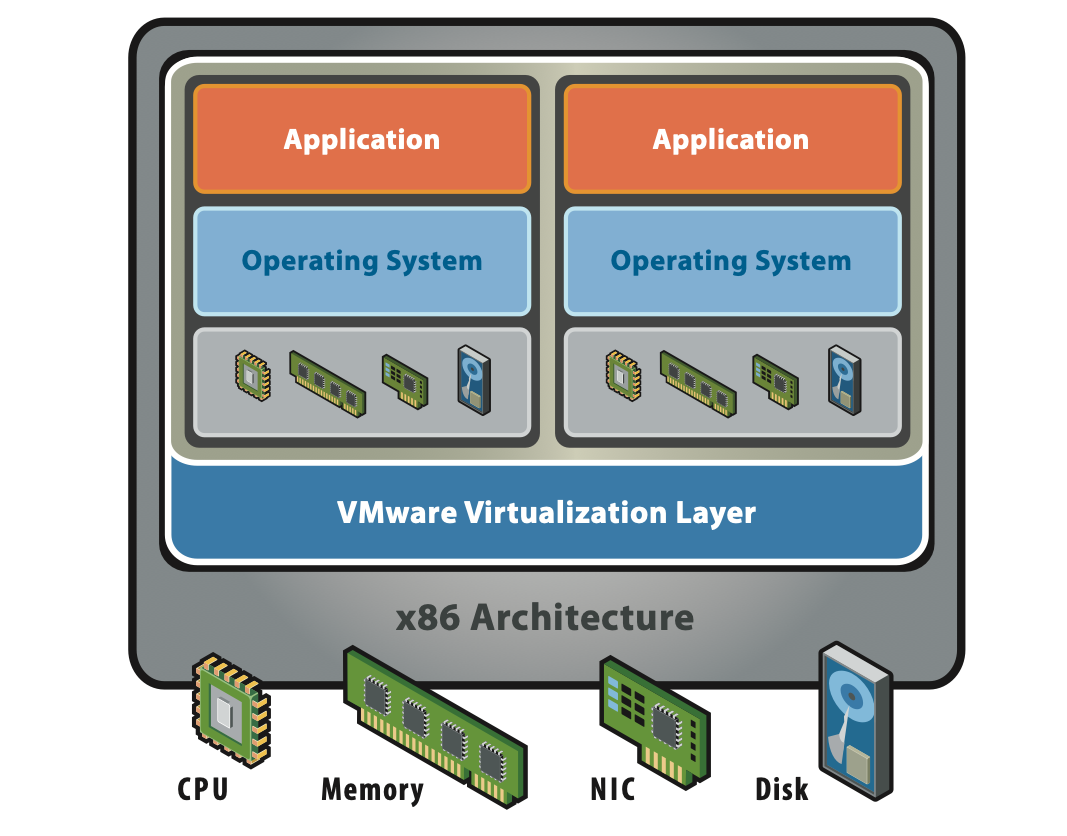 Application
Application
Operating System
Operating System
VMware Virtualization Layer
x86 Architecture
CPU
Memory
NIC
Disk